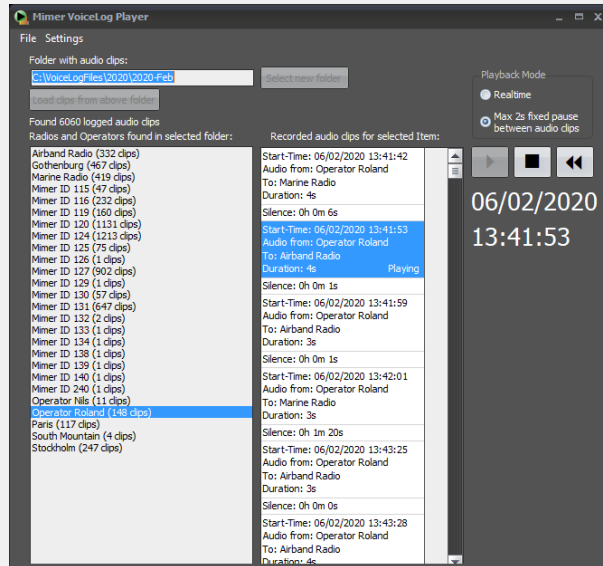 Mimer VoiceLog Player
File Settings
Folder with audio clips:
C:\VoiceLogFiles\2020\2020-Feb
Select new folder
Load clips from above folder
Found 6060 logged audio clips
Radios and Operators found in selected folder:
Airband Radio (332 clips)
Gothenburg (467 clips)
Marine Radio (419 clips)
Mimer ID 115 (47 clips)
Mimer ID 116 (232 clips)
Mimer ID 119 (160 clips)
Mimer ID 120 (1131 clips)
Mimer ID 124 (1213 clips)
Mimer ID 125 (75 clips)
Mimer ID 126 (1 clips)
Mimer ID 127 (902 clips)
Mimer ID 129 (1 clips)
Mimer ID 130 (57 clips)
Mimer ID 131 (647 clips)
Mimer ID 132 (2 clips)
Mimer ID 133 (1 clips)
Mimer ID 134 (1 clips)
Mimer ID 138 (1 clips)
Mimer ID 139 (1 clips)
Mimer ID 140 (1 clips)
Mimer ID 240 (1 clips)
Operator Nils (11 clips)
Operator Roland (148 clips)
Paris (117 clips)
South Mountain (4 clips)
Stockholm (247 clips)
Recorded audio clips for selected Item:
Start-Time: 06/02/2020 13:41:42
Audio from: Operator Roland
To: Marine Radio
Duration: 4s
Silence: 0h 0m 6s
Start-Time: 06/02/2020 13:41:53
Audio from: Operator Roland
To: Airband Radio
Duration: 4s Playing
Silence: 0h 0m 1s
Start-Time: 06/02/2020 13:41:59
Audio from: Operator Roland
To: Airband Radio
Duration: 3s
Silence: 0h 0m 1s
Start-Time: 06/02/2020 13:42:01
Audio from: Operator Roland
To: Marine Radio
Duration: 3s
Silence: 0h 1m 20s
Start-Time: 06/02/2020 13:43:25
Audio from: Operator Roland
To: Airband Radio
Duration: 3s
Silence: 0h 0m 0s
Start-Time: 06/02/2020 13:43:28
Audio from: Operator Roland
To: Airband Radio
Duration: 4s
Playback Mode
Realtime
Max 2s fixed pause
between audio clips
06/02/2020
13:41:53